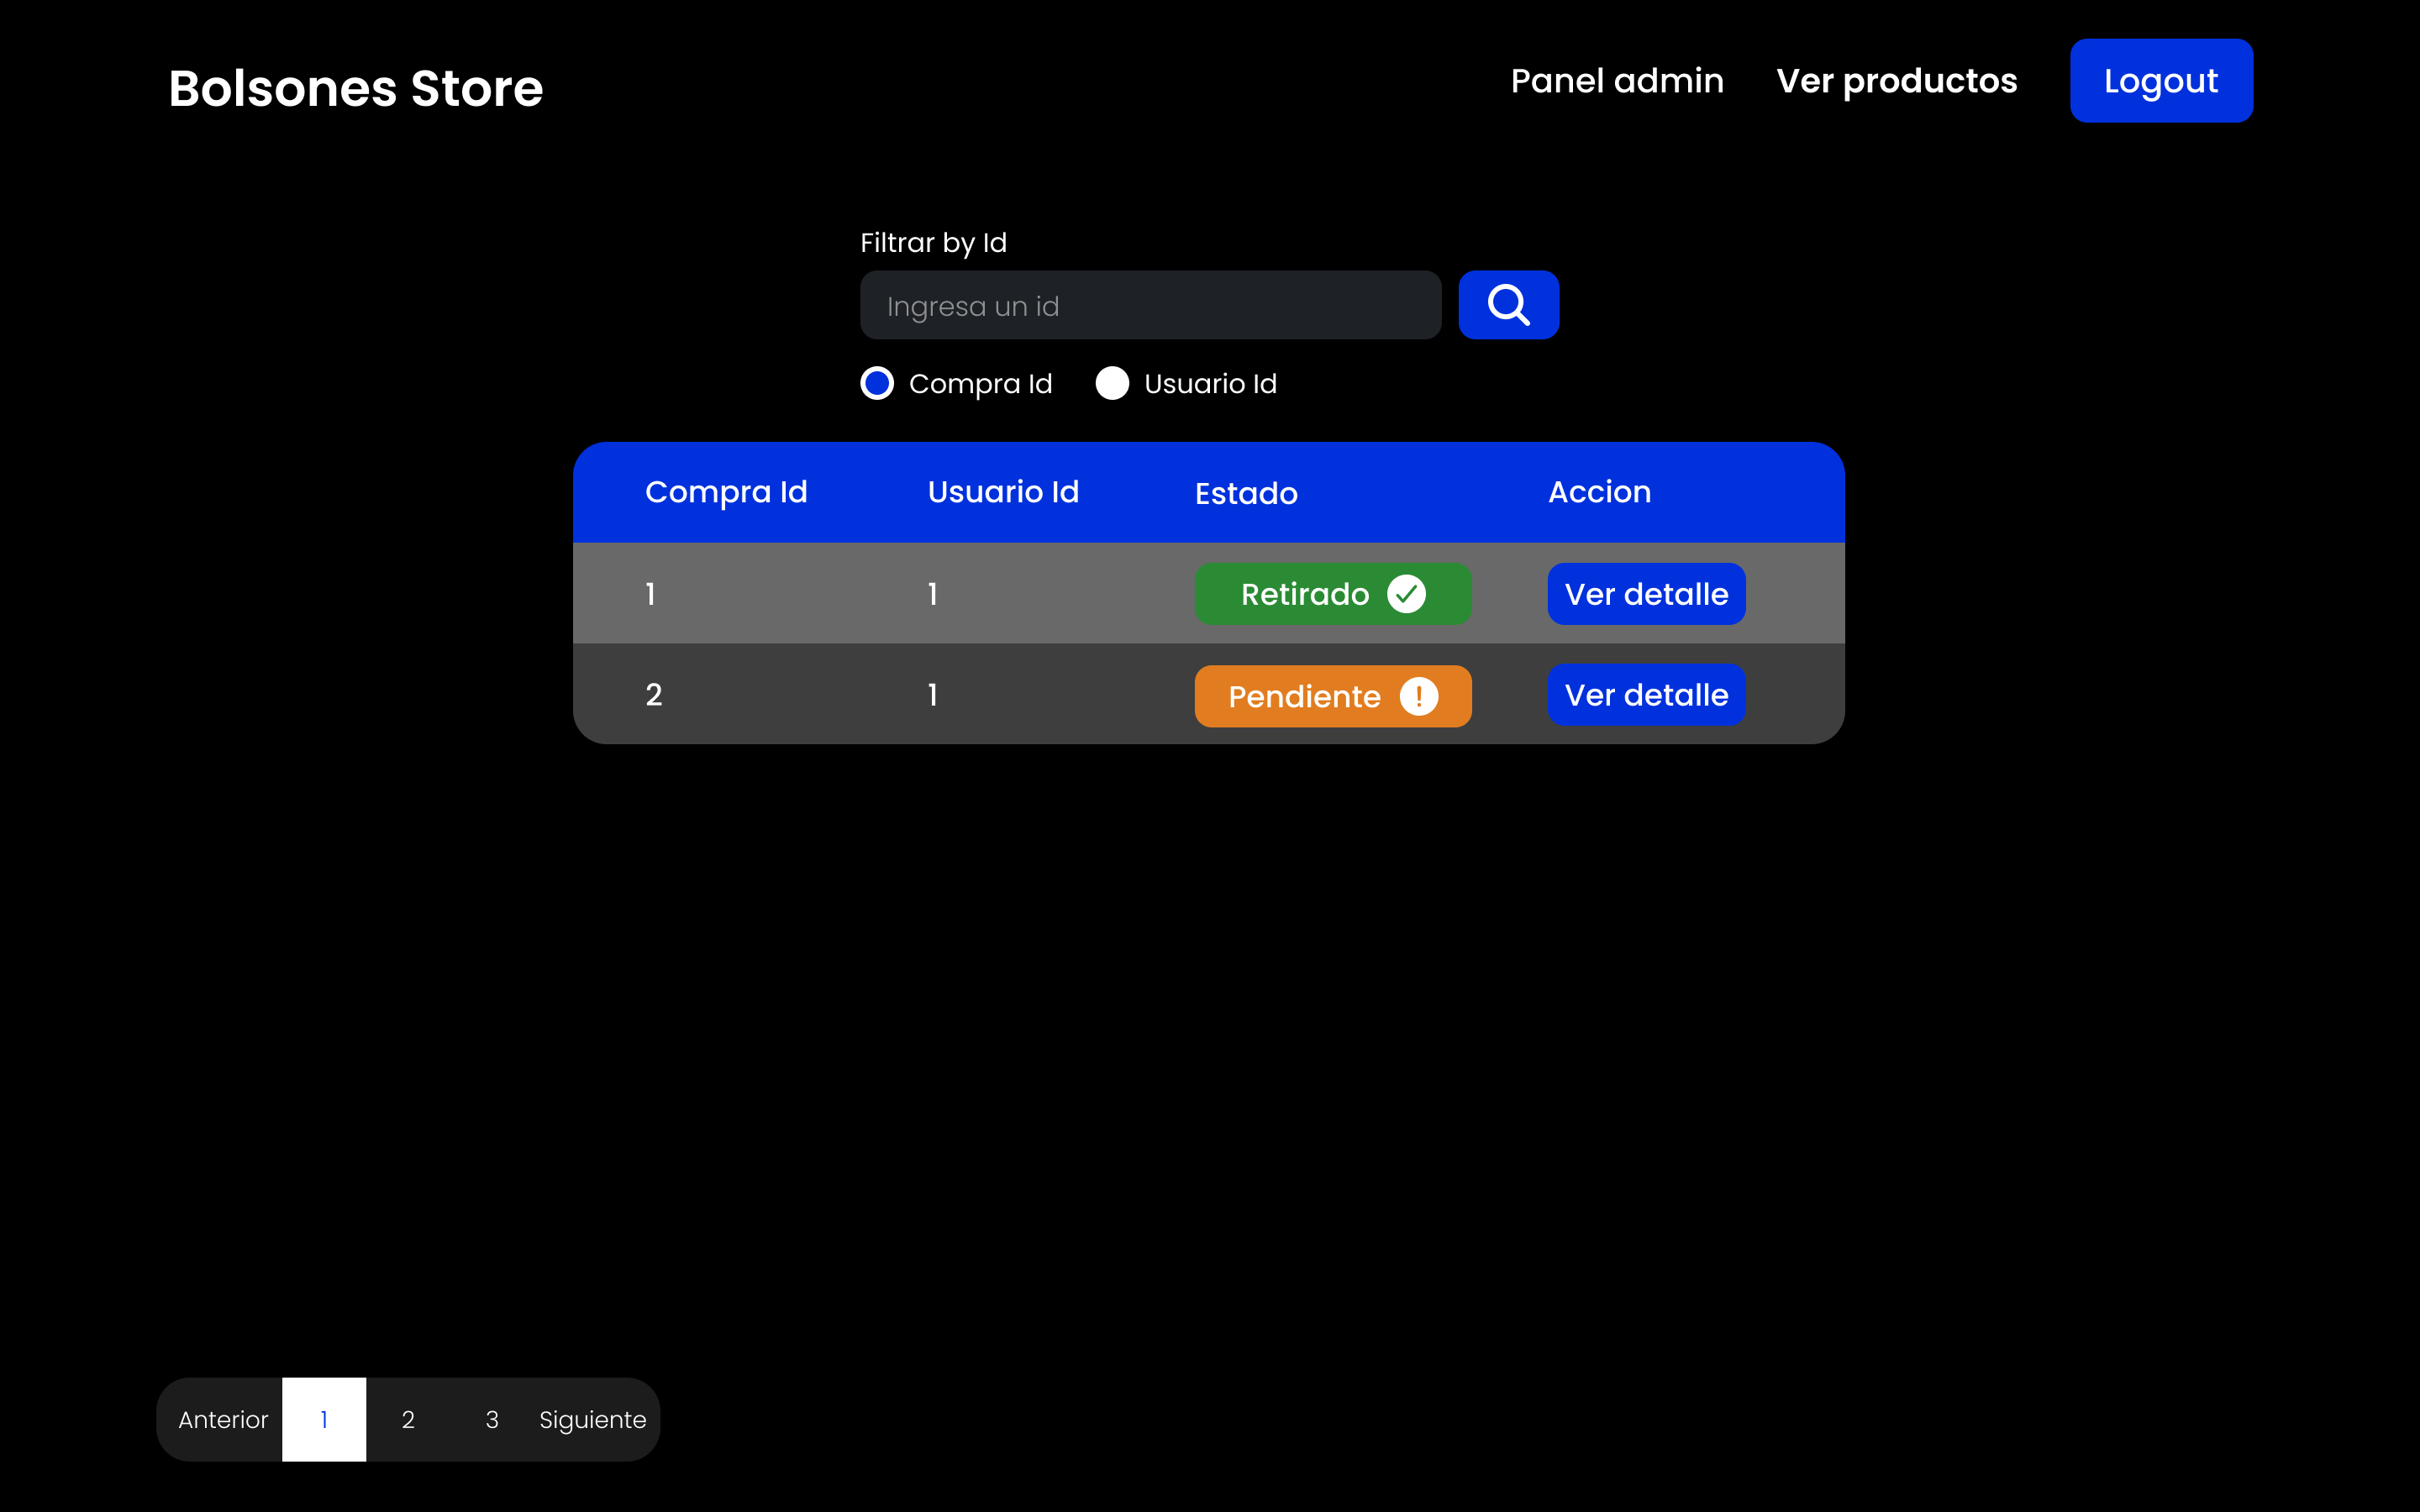 Bolsones Store
Panel admin Ver productos Logout
Filtrar by Id
Ingresa un id
Compra Id Usuario Id
Compra Id Usuario Id Estado Accion
1 1 Retirado Ver detalle
2 1 Pendiente Ver detalle
Anterior 1 2 3 Siguiente